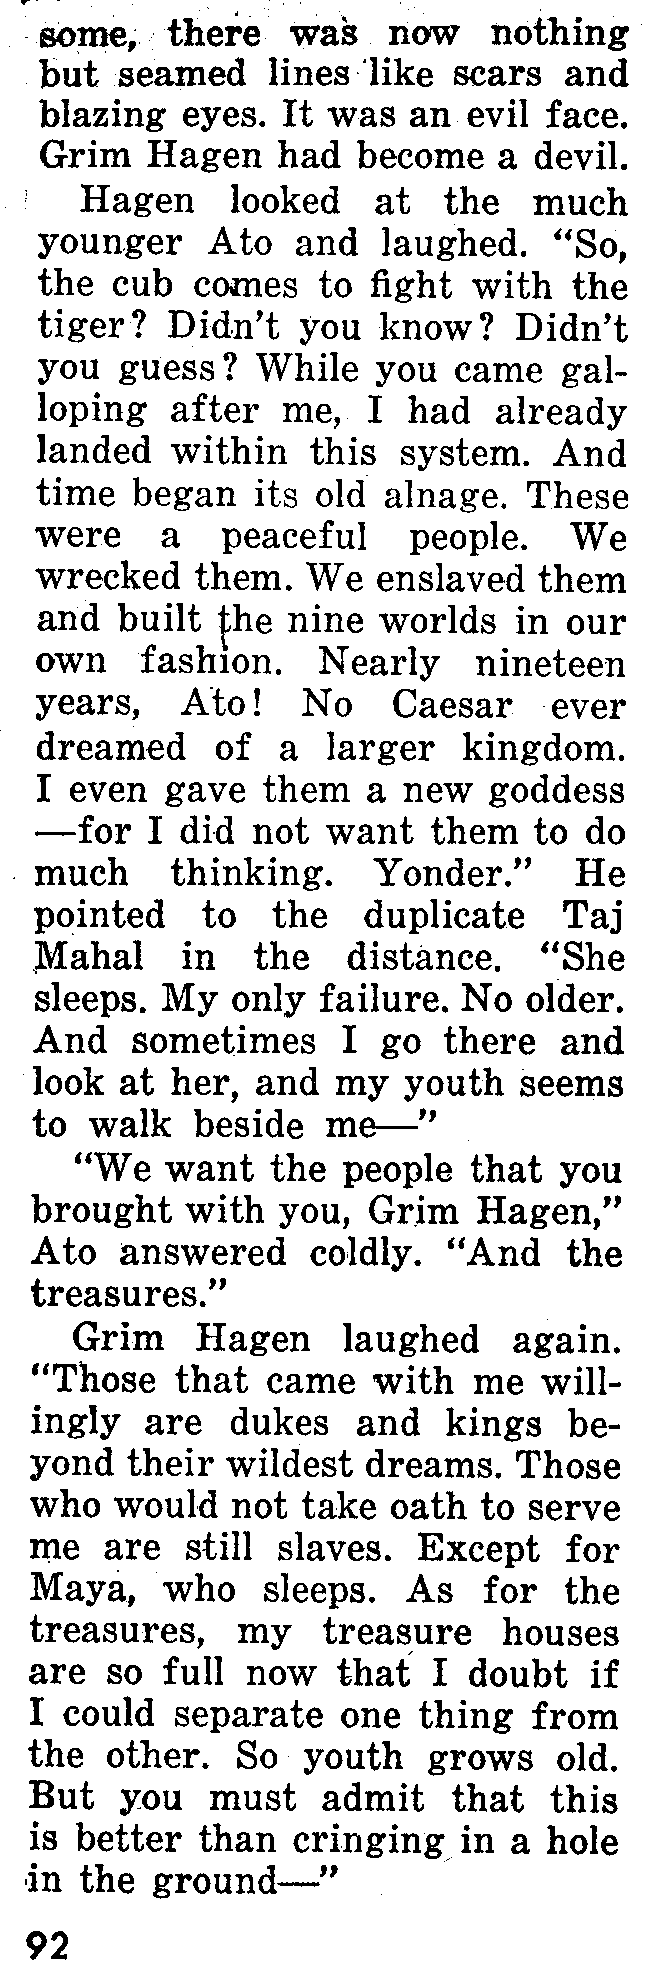 some, there was now nothing
but seamed lines like scars and
blazing eyes. It was an evil face.
Grim Hagen had become a devil.
Hagen looked at the much
younger Ato and laughed. “So,
the cub comes to fight with the
tiger? Didn’t you know? Didn’t
you guess? While you came gal-
loping after me, I had already
landed within this system. And
time began its old alnage. These
were a peaceful people. We
wrecked them. We enslaved them
and built the nine worlds in our
own fashion. Nearly nineteen
years, Ato! No Caesar ever
dreamed of a larger kingdom.
I even gave them a new goddess
—for I did not want them to do
much thinking. Yonder.” He
pointed to the duplicate Taj
Mahal in the distance. “She
sleeps. My only failure. No older.
And sometimes I go there and
look at her, and my youth seems
to walk beside me—”
“We want the people that you
brought with you, Grim Hagen,”
Ato answered coldly. “And the
treasures.”
Grim Hagen laughed again.
“Those that came with me will-
ingly are dukes and kings be-
yond their wildest dreams. Those
who would not take oath to serve
me are still slaves. Except for
Maya, who sleeps. As for the
treasures, my treasure houses
are so full now that I doubt if
I could separate one thing from
the other. So youth grows old.
But you must admit that this
is better than cringing in a hole
in the ground—”
92